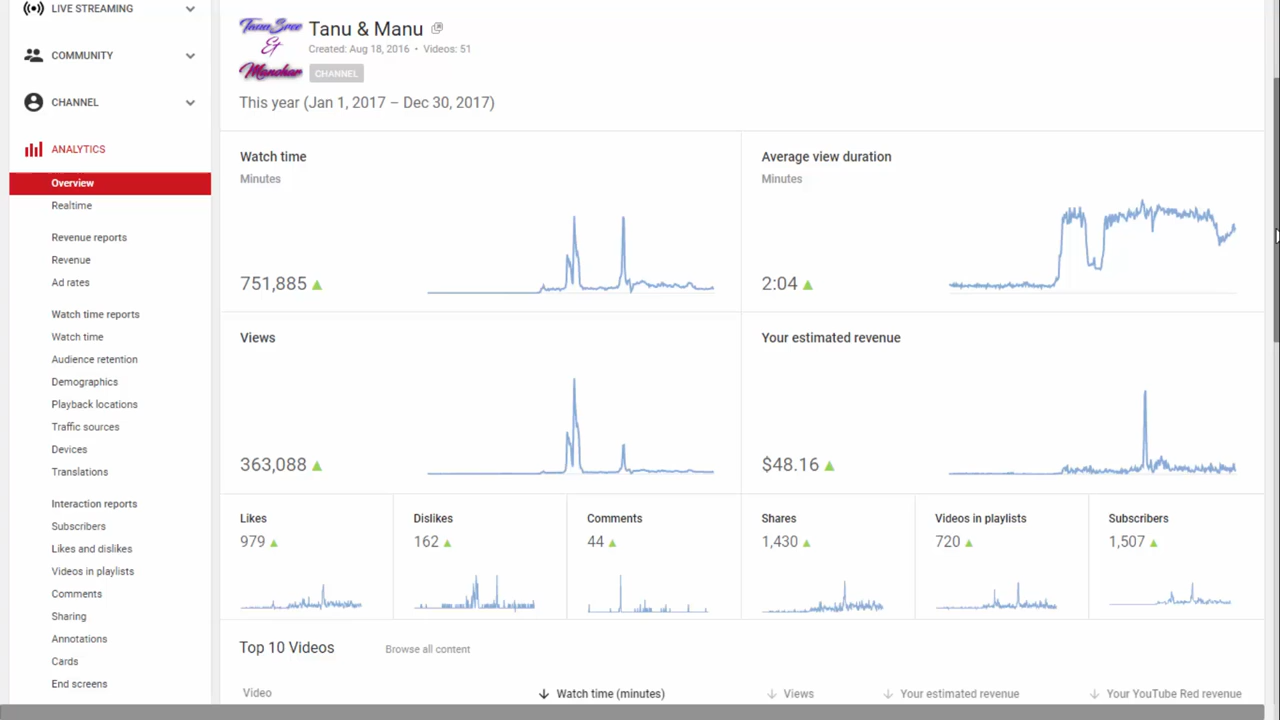 LIVE STREAMING
COMMUNITY
CHANNEL
ANALYTICS
Overview
Realtime
Revenue reports
Revenue
Ad rates
Watch time reports
Watch time
Audience retention
Demographics
Playback locations
Traffic sources
Devices
Translations
Interaction reports
Subscribers
Likes and dislikes
Videos in playlists
Comments
Sharing
Annotations
Cards
End screens
TanuSree
&
Manohar
Tanu & Manu
Created: Aug 18, 2016 • Videos: 51
CHANNEL
This year (Jan 1, 2017 – Dec 30, 2017)
Watch time
Minutes
751,885
Average view duration
Minutes
2:04
Views
363,088
Your estimated revenue
$48.16
Likes
979
Dislikes
162
Comments
44
Shares
1,430
Videos in playlists
720
Subscribers
1,507
Top 10 Videos Browse all content
Video Watch time (minutes) Views Your estimated revenue Your YouTube Red revenue